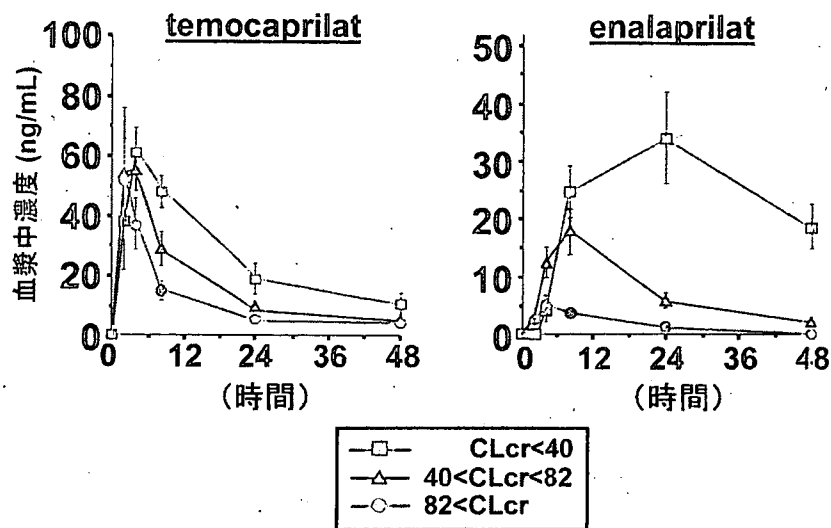 temocaprilat
enalaprilat
血漿中濃度 (ng/mL)
100
80
60
40
20
0
0 12 24 36 48
(時間)
50
40
30
20
10
0
0 12 24 36 48
(時間)
CLcr<40
40<CLcr<82
82<CLcr